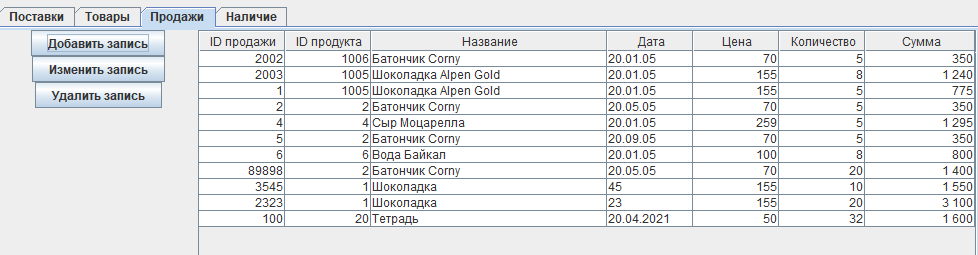 Поставки Товары Продажи Наличие
Добавить запись
Изменить запись
Удалить запись
ID продажи ID продукта Название Дата Цена Количество Сумма
2002 1006 Батончик Corny 20.01.05 70 5 350
2003 1005 Шоколадка Alpen Gold 20.01.05 155 8 1 240
1 1005 Шоколадка Alpen Gold 20.01.05 155 5 775
2 2 Батончик Corny 20.05.05 70 5 350
4 4 Сыр Моцарелла 20.01.05 259 5 1 295
5 2 Батончик Corny 20.09.05 70 5 350
6 6 Вода Байкал 20.01.05 100 8 800
89898 2 Батончик Corny 20.05.05 70 20 1 400
3545 1 Шоколадка 45 155 10 1 550
2323 1 Шоколадка 23 155 20 3 100
100 20 Тетрадь 20.04.2021 50 32 1 600